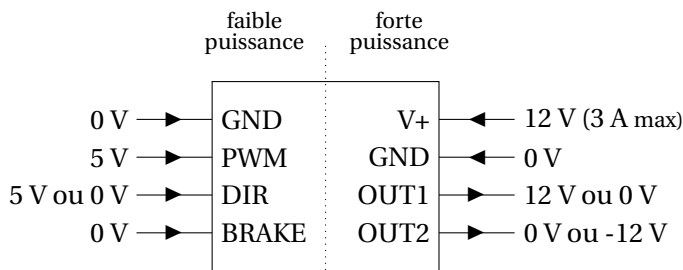 faible puissance
forte puissance
0 V GND V+ 12 V (3 A max)
5 V PWM GND 0 V
5 V ou 0 V DIR OUT1 12 V ou 0 V
0 V BRAKE OUT2 0 V ou -12 V